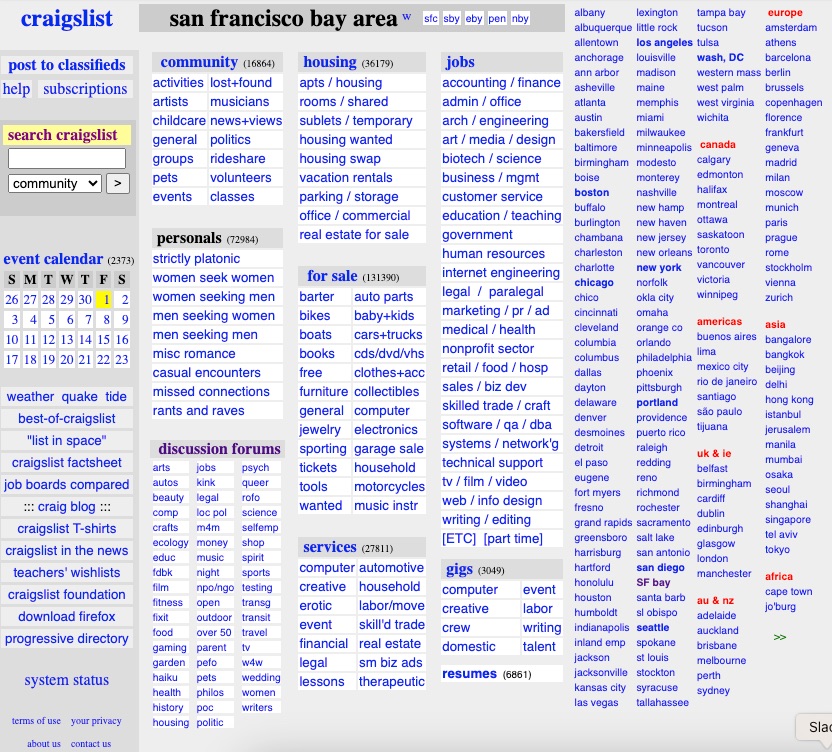 craigslist
post to classifieds
help subscriptions
search craigslist
community >
event calendar (2373)
S M T W T F S
26 27 28 29 30 1 2
3 4 5 6 7 8 9
10 11 12 13 14 15 16
17 18 19 20 21 22 23
weather quake tide
best-of-craigslist
"list in space"
craigslist factsheet
job boards compared
::: craig blog :::
craigslist T-shirts
craigslist in the news
teachers' wishlists
craigslist foundation
download firefox
progressive directory
system status
terms of use your privacy
about us contact us
san francisco bay area w sfc sby eby pen nby
community (16864)
activities lost+found
artists musicians
childcare news+views
general politics
groups rideshare
pets volunteers
events classes
personals (72984)
strictly platonic
women seek women
women seeking men
men seeking women
men seeking men
misc romance
casual encounters
missed connections
rants and raves
discussion forums
arts jobs psych
autos kink queer
beauty legal rofo
comp loc pol science
crafts m4m selfemp
ecology money shop
educ music spirit
fdbk night sports
film npo/ngo testing
fitness open transg
fixit outdoor transit
food over 50 travel
gaming parent tv
garden pefo w4w
haiku pets wedding
health philos women
history poc writers
housing politic
housing (36179)
apts / housing
rooms / shared
sublets / temporary
housing wanted
housing swap
vacation rentals
parking / storage
office / commercial
real estate for sale
for sale (131390)
barter auto parts
bikes baby+kids
boats cars+trucks
books cds/dvd/vhs
free clothes+acc
furniture collectibles
general computer
jewelry electronics
sporting garage sale
tickets household
tools motorcycles
wanted music instr
services (27811)
computer automotive
creative household
erotic labor/move
event skill'd trade
financial real estate
legal sm biz ads
lessons therapeutic
jobs
accounting / finance
admin / office
arch / engineering
art / media / design
biotech / science
business / mgmt
customer service
education / teaching
government
human resources
internet engineering
legal / paralegal
marketing / pr / ad
medical / health
nonprofit sector
retail / food / hosp
sales / biz dev
skilled trade / craft
software / qa / dba
systems / network'g
technical support
tv / film / video
web / info design
writing / editing
[ETC] [part time]
gigs (3049)
computer event
creative labor
crew writing
domestic talent
resumes (6861)
albany
albuquerque
allentown
anchorage
ann arbor
asheville
atlanta
austin
bakersfield
baltimore
birmingham
boise
boston
buffalo
burlington
chambana
charleston
charlotte
chicago
chico
cincinnati
cleveland
columbia
columbus
dallas
dayton
delaware
denver
desmoines
detroit
el paso
eugene
fort myers
fresno
grand rapids
greensboro
harrisburg
hartford
honolulu
houston
humboldt
indianapolis
inland emp
jackson
jacksonville
kansas city
las vegas
lexington
little rock
los angeles
louisville
madison
maine
memphis
miami
milwaukee
minneapolis
modesto
monterey
nashville
new hamp
new haven
new jersey
new orleans
new york
norfolk
okla city
omaha
orange co
orlando
philadelphia
phoenix
pittsburgh
portland
providence
puerto rico
raleigh
redding
reno
richmond
rochester
sacramento
salt lake
san antonio
san diego
SF bay
santa barb
sl obispo
seattle
spokane
st louis
stockton
syracuse
tallahassee
tampa bay
tucson
tulsa
wash, DC
western mass
west palm
west virginia
wichita
canada
calgary
edmonton
halifax
montreal
ottawa
saskatoon
toronto
vancouver
victoria
winnipeg
americas
buenos aires
lima
mexico city
rio de janeiro
santiago
são paulo
tijuana
uk & ie
belfast
birmingham
cardiff
dublin
edinburgh
glasgow
london
manchester
au & nz
adelaide
auckland
brisbane
melbourne
perth
sydney
europe
amsterdam
athens
barcelona
berlin
brussels
copenhagen
florence
frankfurt
geneva
madrid
milan
moscow
munich
paris
prague
rome
stockholm
vienna
zurich
asia
bangalore
bangkok
beijing
delhi
hong kong
istanbul
jerusalem
manila
mumbai
osaka
seoul
shanghai
singapore
tel aviv
tokyo
africa
cape town
jo'burg
>>